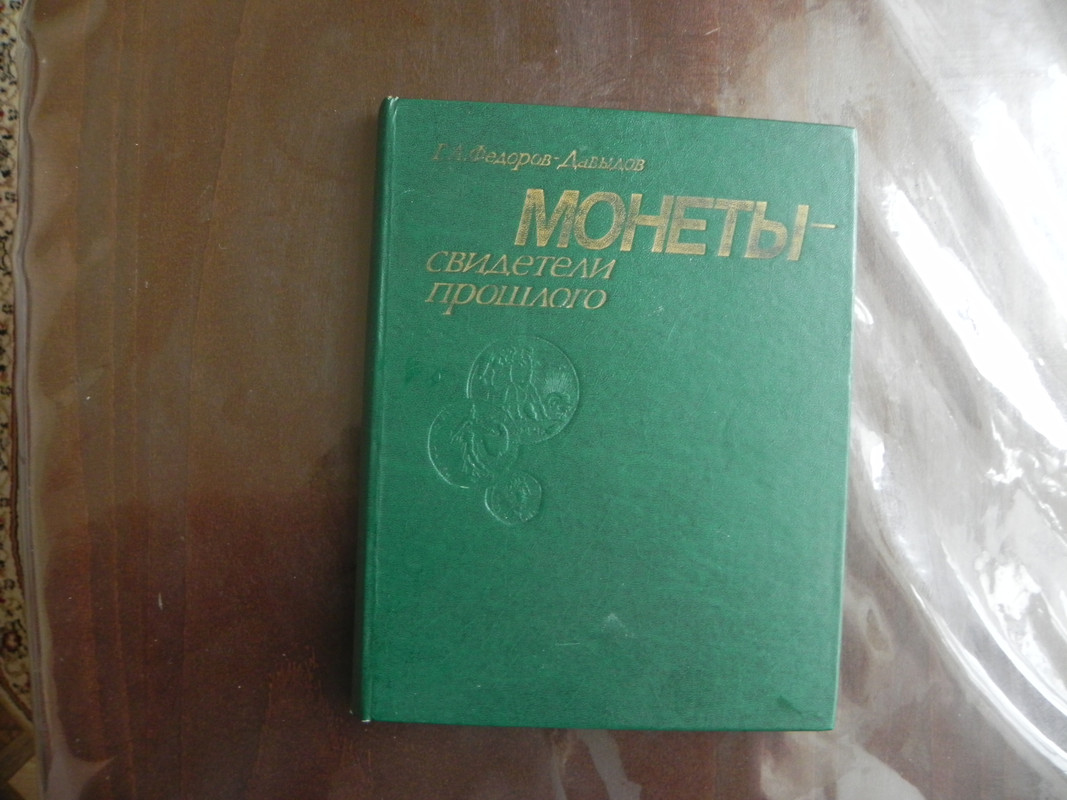 Г.А. Федоров-Давыдов
МОНЕТЫ–
свидетели
прошлого